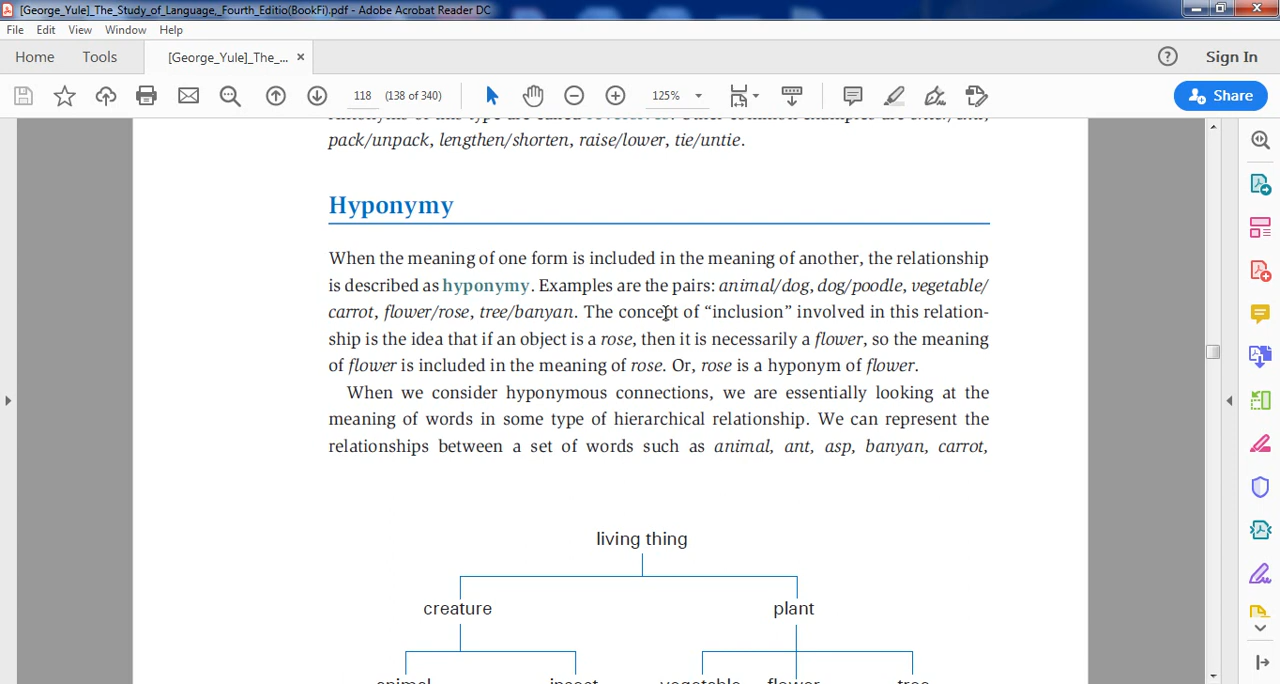 [George_Yule]_The_Study_of_Language,_Fourth_Editio(BookFi).pdf - Adobe Acrobat Reader DC
File Edit View Window Help
Home Tools [George_Yule]_The_... × Sign In
118 (138 of 340) 125% Share
pack/unpack, lengthen/shorten, raise/lower, tie/untie.
Hyponymy
When the meaning of one form is included in the meaning of another, the relationship
is described as hyponymy. Examples are the pairs: animal/dog, dog/poodle, vegetable/
carrot, flower/rose, tree/banyan. The concept of “inclusion” involved in this relation-
ship is the idea that if an object is a rose, then it is necessarily a flower, so the meaning
of flower is included in the meaning of rose. Or, rose is a hyponym of flower.
When we consider hyponymous connections, we are essentially looking at the
meaning of words in some type of hierarchical relationship. We can represent the
relationships between a set of words such as animal, ant, asp, banyan, carrot,
living thing
creature plant
animal insect vegetable flower tree